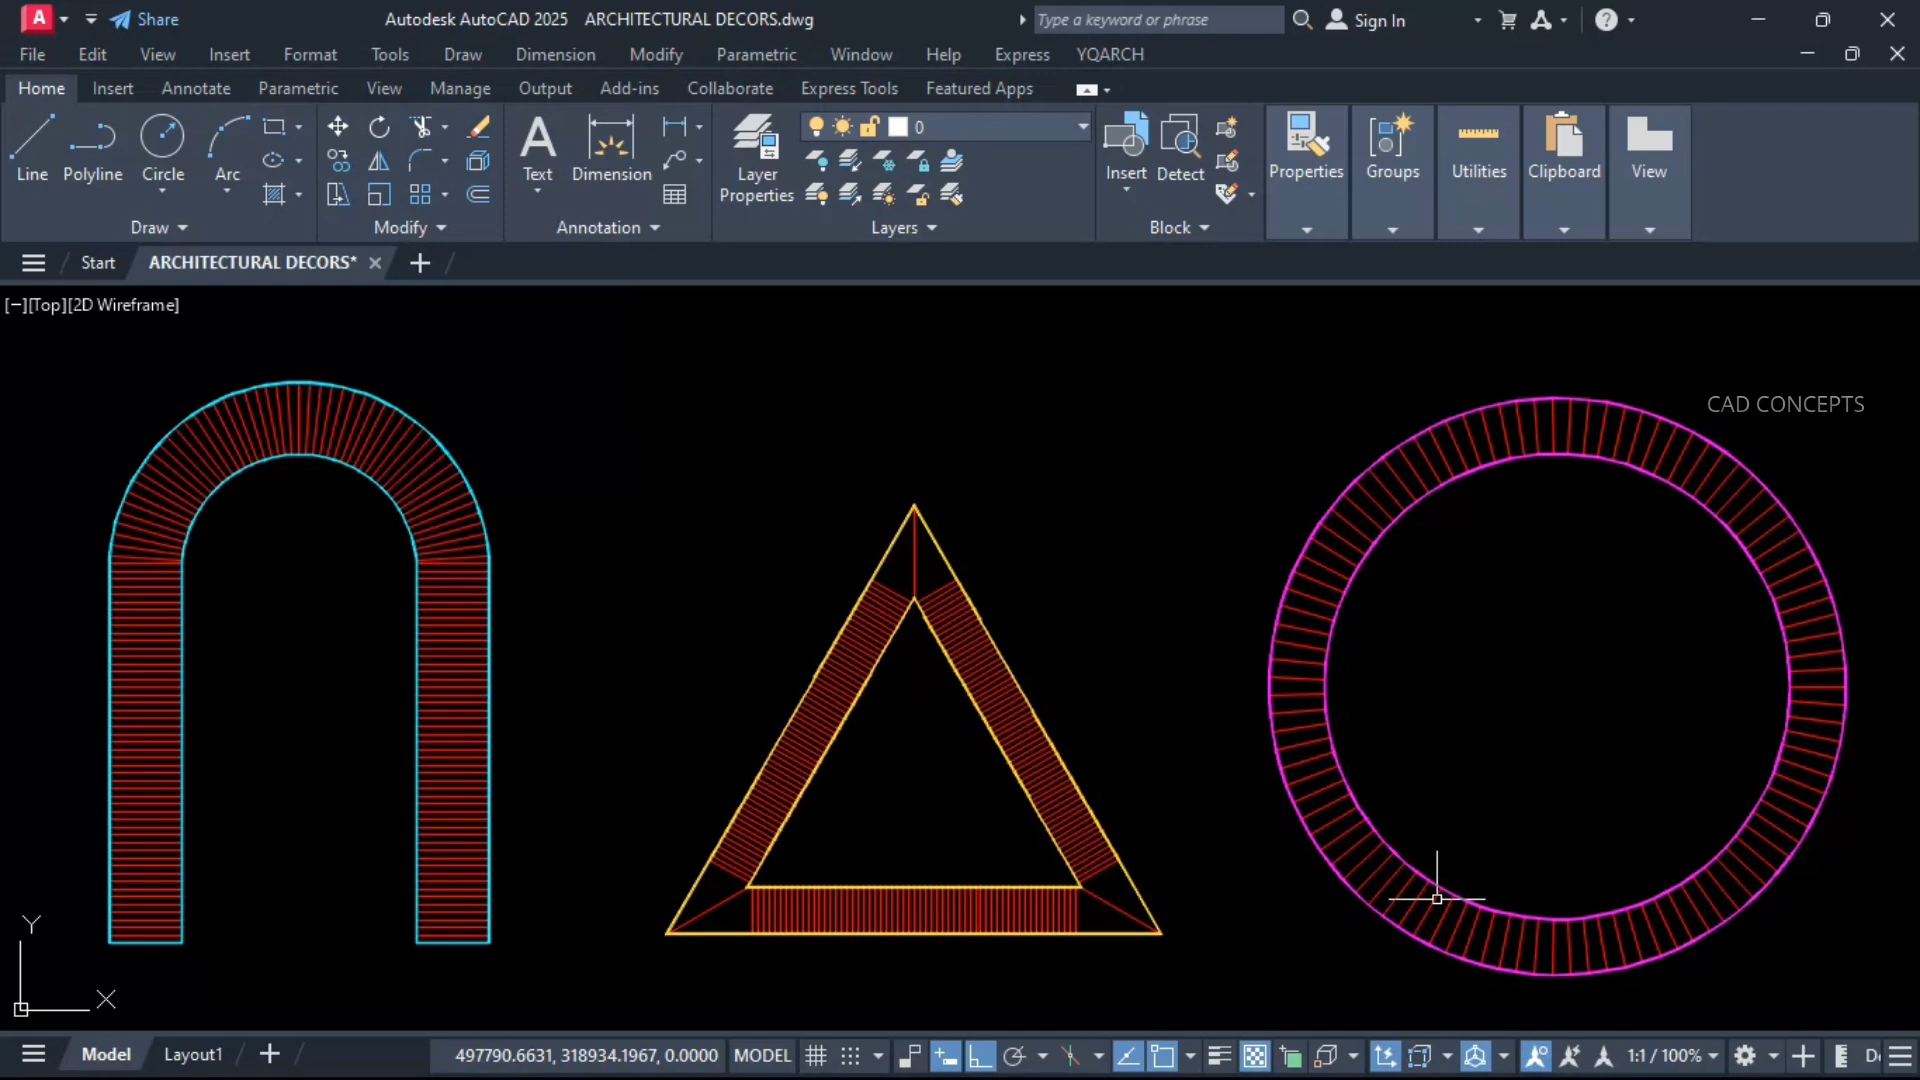 A Share Autodesk AutoCAD 2025 ARCHITECTURAL DECORS.dwg Type a keyword or phrase Sign In ?
File Edit View Insert Format Tools Draw Dimension Modify Parametric Window Help Express YQARCH
Home Insert Annotate Parametric View Manage Output Add-ins Collaborate Express Tools Featured Apps
0
Line Polyline Circle Arc A Text Dimension Layer Properties Insert Detect Properties Groups Utilities Clipboard View
Draw Modify Annotation Layers Block
Start ARCHITECTURAL DECORS*
[−][Top][2D Wireframe]
CAD CONCEPTS
Y
X
Model Layout1 497790.6631, 318934.1967, 0.0000 MODEL 1:1 / 100%